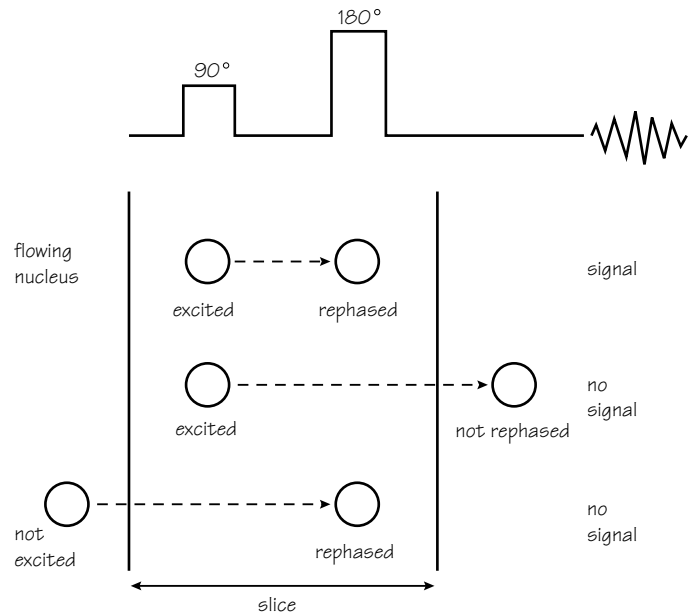 180°
90°
flowing
nucleus
signal
excited
rephased
no
signal
excited
not rephased
not
excited
no
signal
rephased
slice